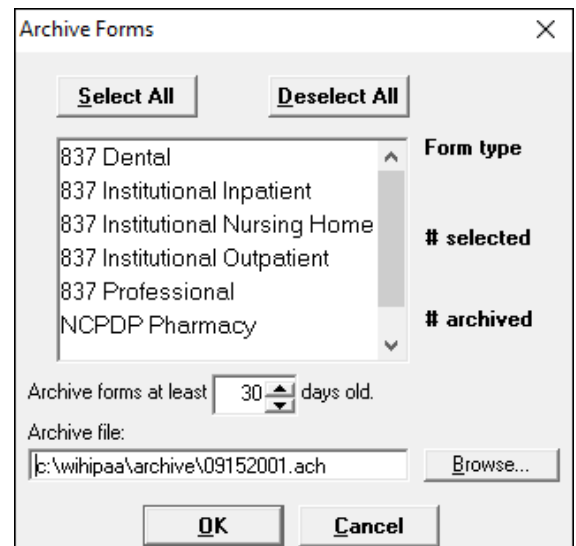 Archive Forms
Select All Deselect All
837 Dental
837 Institutional Inpatient
837 Institutional Nursing Home
837 Institutional Outpatient
837 Professional
NCPDP Pharmacy
Form type
# selected
# archived
Archive forms at least 30 days old.
Archive file:
c:\wihipaa\archive\09152001.ach Browse...
OK Cancel